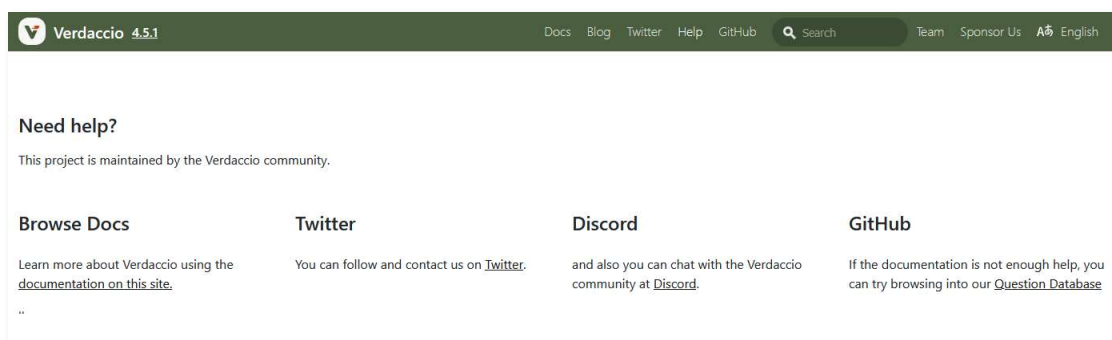 Verdaccio 4.5.1 Docs Blog Twitter Help GitHub Search Team Sponsor Us Aあ English
Need help?
This project is maintained by the Verdaccio community.
Browse Docs
Learn more about Verdaccio using the
documentation on this site.
..
Twitter
You can follow and contact us on Twitter.
Discord
and also you can chat with the Verdaccio
community at Discord.
GitHub
If the documentation is not enough help, you
can try browsing into our Question Database